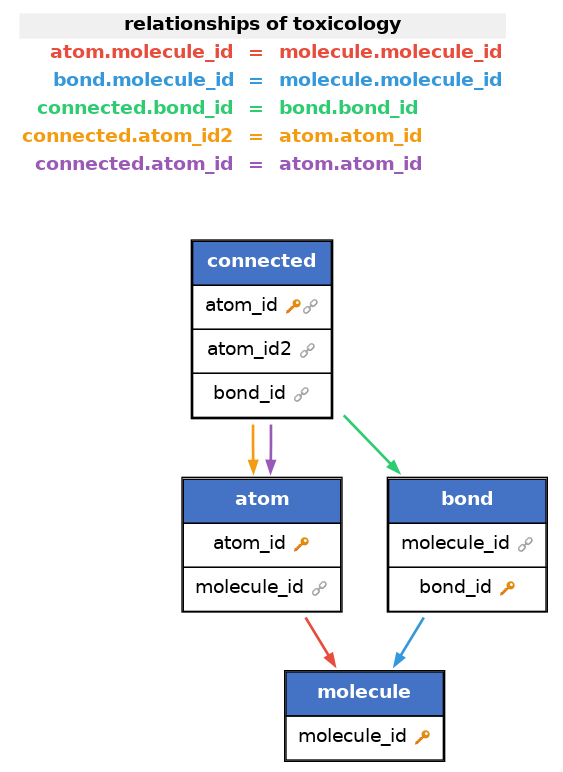 relationships of toxicology
atom.molecule_id = molecule.molecule_id
bond.molecule_id = molecule.molecule_id
connected.bond_id = bond.bond_id
connected.atom_id2 = atom.atom_id
connected.atom_id = atom.atom_id
connected
atom_id
atom_id2
bond_id
atom
atom_id
molecule_id
bond
molecule_id
bond_id
molecule
molecule_id